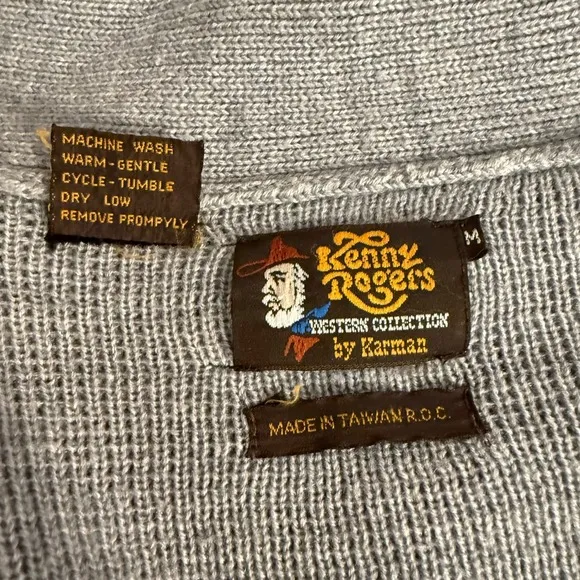 MACHINE WASH
WARM-GENTLE
CYCLE-TUMBLE
DRY LOW
REMOVE PROMPYLY
Kenny
Rogers
WESTERN COLLECTION
by Karman
M
MADE IN TAIWAN R.O.C.